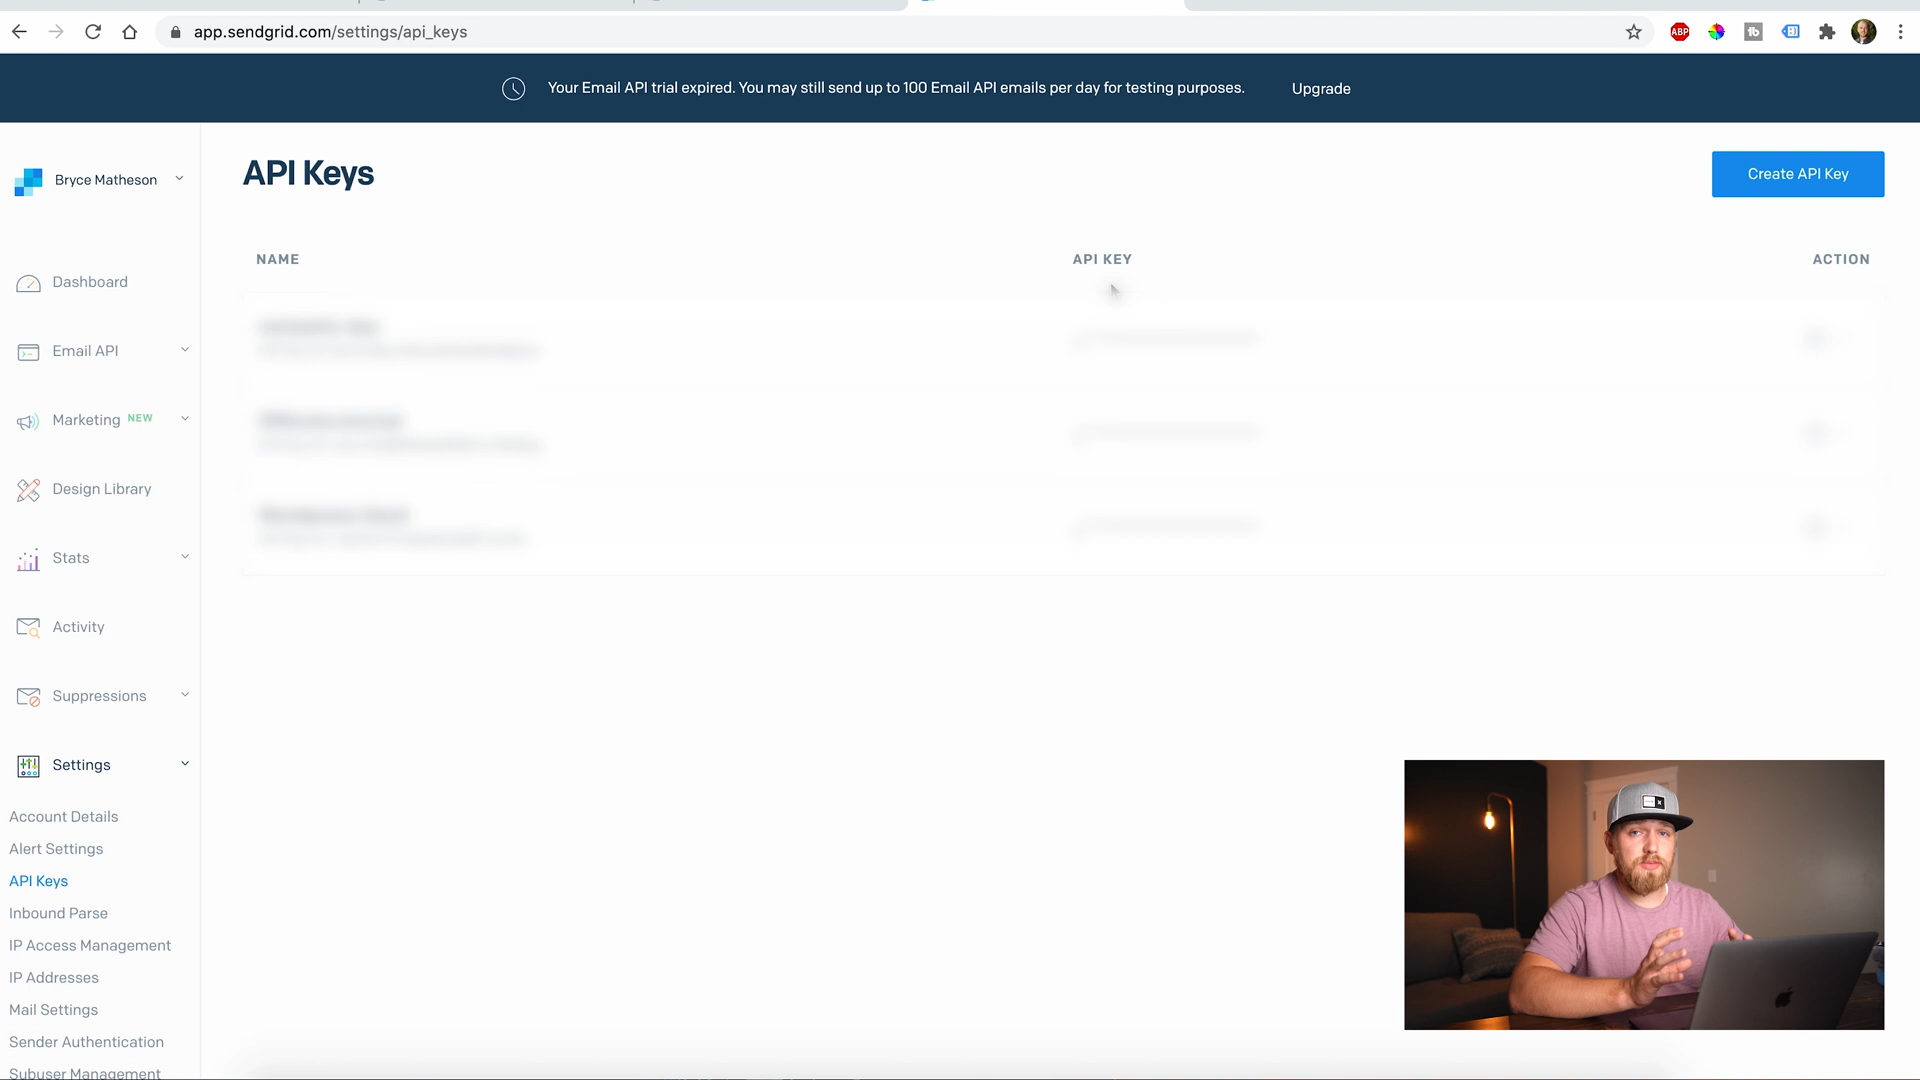 app.sendgrid.com/settings/api_keys
ABP
tb
Your Email API trial expired. You may still send up to 100 Email API emails per day for testing purposes. Upgrade
Bryce Matheson
API Keys
Create API Key
NAME API KEY ACTION
Dashboard
Email API
Marketing NEW
Design Library
Stats
Activity
Suppressions
Settings
Account Details
Alert Settings
API Keys
Inbound Parse
IP Access Management
IP Addresses
Mail Settings
Sender Authentication
Subuser Management